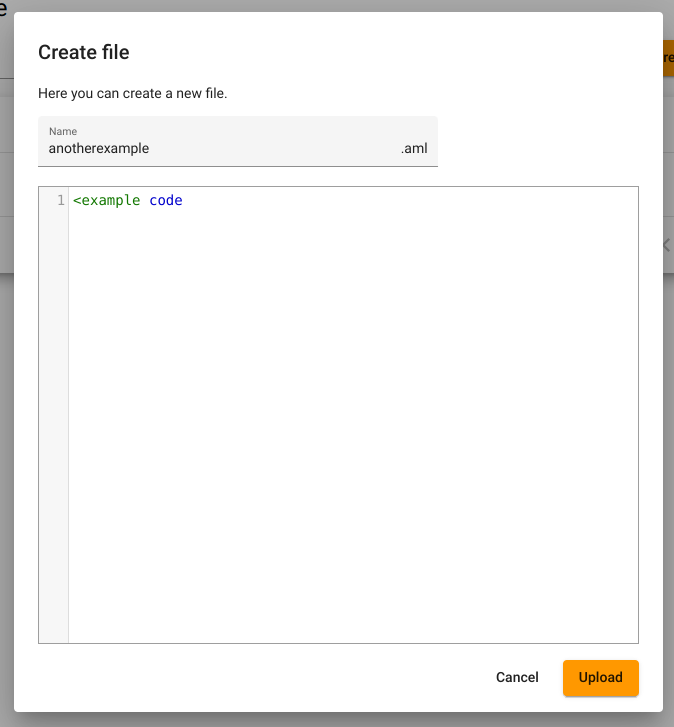 Create file
Here you can create a new file.
Name
anotherexample .aml
1 <example code
Cancel Upload